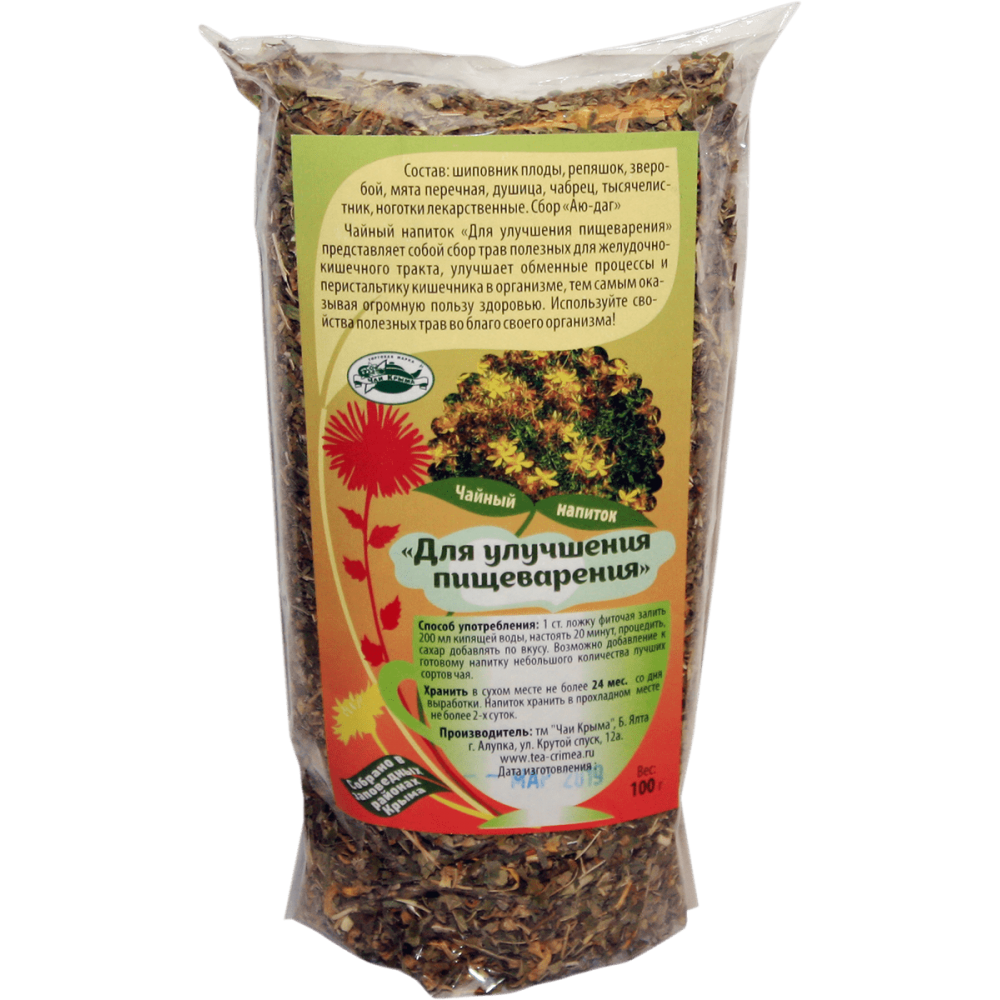 Состав: шиповник плоды, репяшок, зверо-
бой, мята перечная, душица, чабрец, тысячелис-
тник, ноготки лекарственные. Сбор «Аю-даг»
Чайный напиток «Для улучшения пищеварения»
представляет собой сбор трав полезных для желудочно-
кишечного тракта, улучшает обменные процессы и
перистальтику кишечника в организме, тем самым ока-
зывая огромную пользу здоровью. Используйте сво-
йства полезных трав во благо своего организма!
ТОРГОВАЯ МАРКА
ЧАИ КРЫМА
Чайный напиток
«Для улучшения
пищеварения»
Способ употребления: 1 ст. ложку фиточая залить
200 мл кипящей воды, настоять 20 минут, процедить,
сахар добавлять по вкусу. Возможно добавление к
готовому напитку небольшого количества лучших
сортов чая.
Хранить в сухом месте не более 24 мес. со дня
выработки. Напиток хранить в прохладном месте
не более 2-х суток.
Производитель: тм "Чаи Крыма", Б. Ялта
г. Алупка, ул. Крутой спуск, 12а.
www.tea-crimea.ru
Дата изготовления:
МАР 2019
Вес:
100 г
Собрано в
Заповедных
районах
Крыма